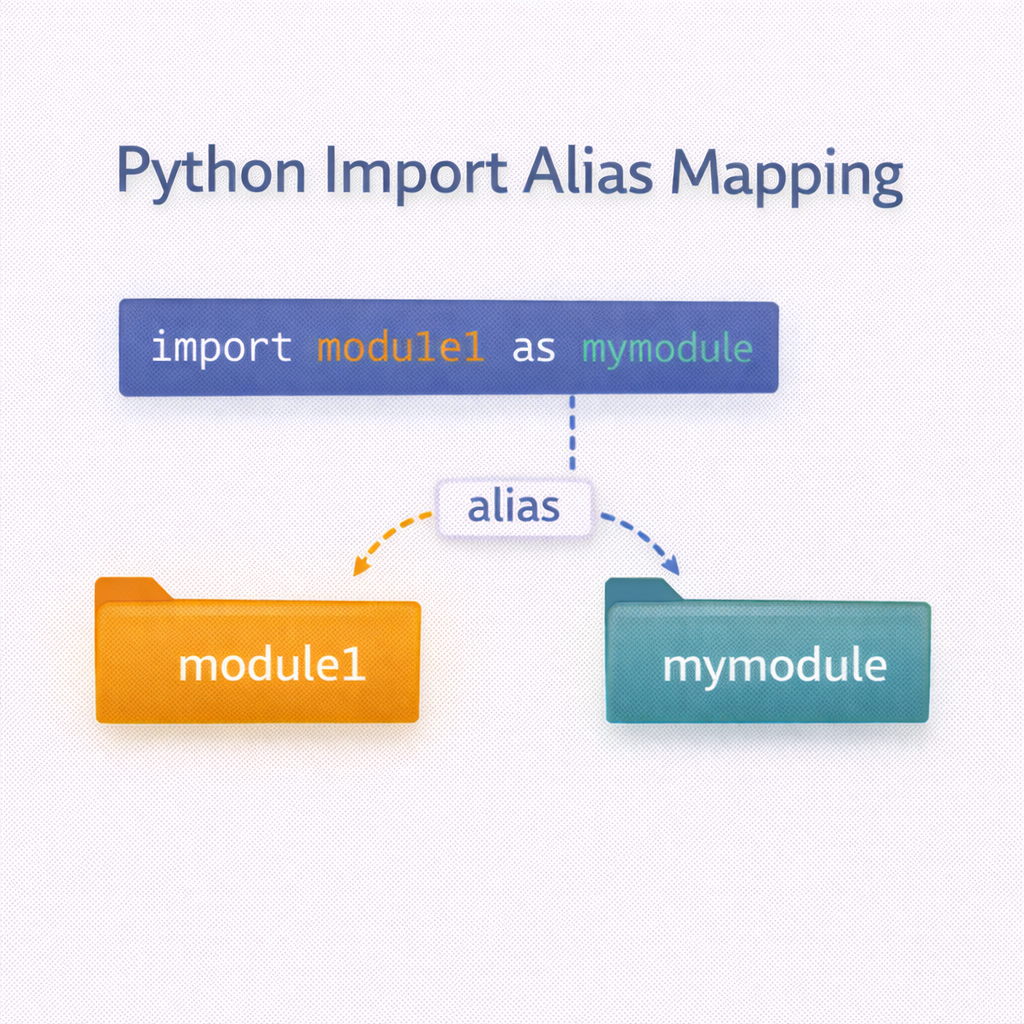 Python Import Alias Mapping
import module1 as mymodule
alias
module1
mymodule